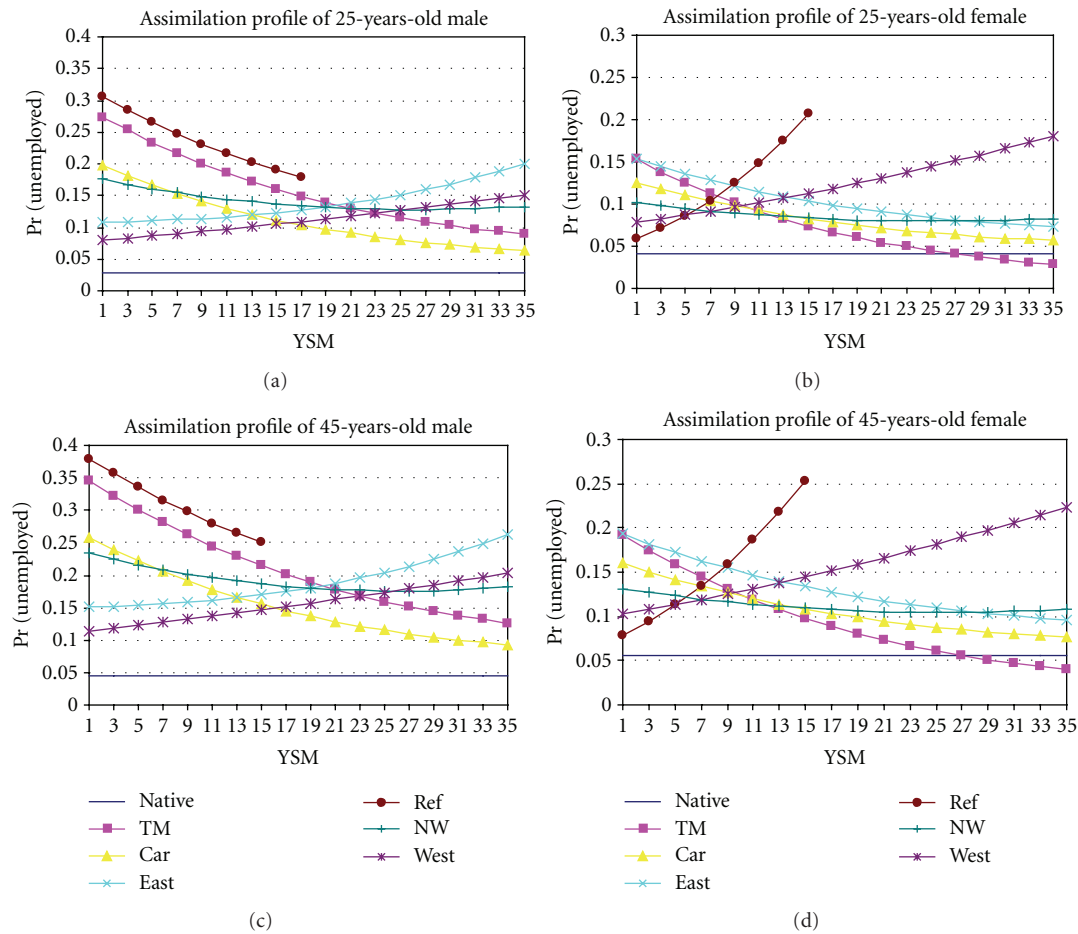 Assimilation profile of 25-years-old male
0.4
0.35
0.3
0.25
0.2
0.15
0.1
0.05
0
Pr (unemployed)
1 3 5 7 9 11 13 15 17 19 21 23 25 27 29 31 33 35
YSM
(a)
Assimilation profile of 25-years-old female
0.3
0.2
0.15
0.1
0.05
0
Pr (unemployed)
1 3 5 7 9 11 13 15 17 19 21 23 25 27 29 31 33 35
YSM
(b)
Assimilation profile of 45-years-old male
0.4
0.35
0.3
0.25
0.2
0.15
0.1
0.05
0
Pr (unemployed)
1 3 5 7 9 11 13 15 17 19 21 23 25 27 29 31 33 35
YSM
Native
TM
Car
East
Ref
NW
West
(c)
Assimilation profile of 45-years-old female
0.3
0.25
0.2
0.15
0.1
0.05
0
Pr (unemployed)
1 3 5 7 9 11 13 15 17 19 21 23 25 27 29 31 33 35
YSM
Native
TM
Car
East
Ref
NW
West
(d)